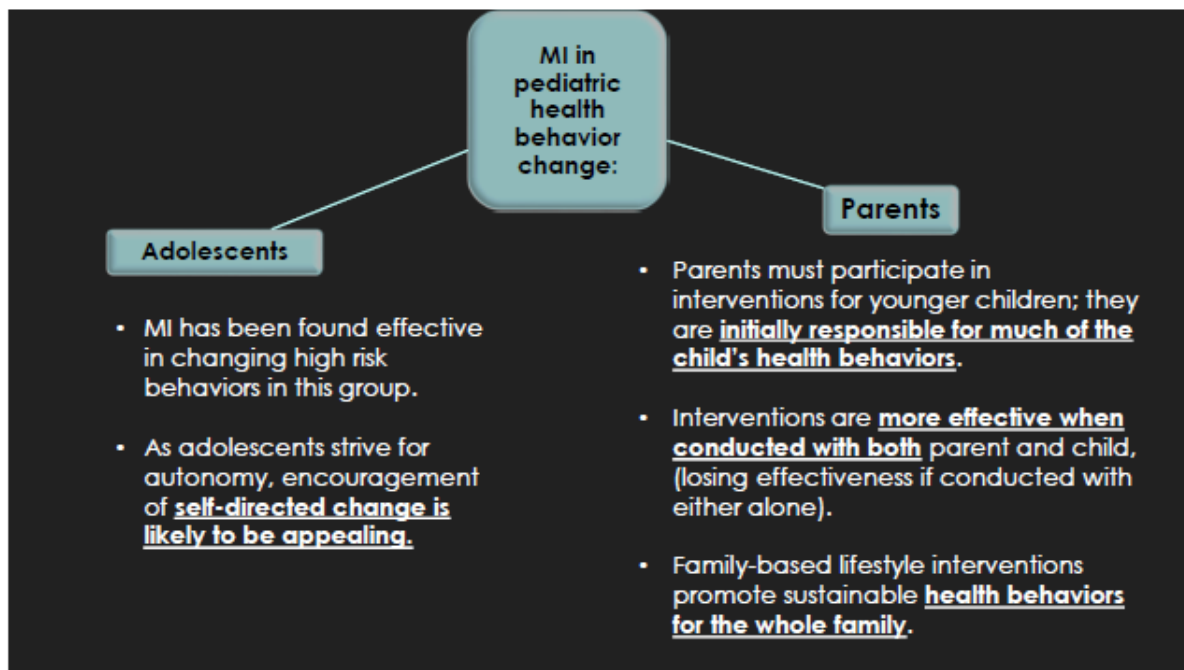 MI in
pediatric
health
behavior
change:
Adolescents
• MI has been found effective
in changing high risk
behaviors in this group.
• As adolescents strive for
autonomy, encouragement
of self-directed change is
likely to be appealing.
Parents
• Parents must participate in
interventions for younger children; they
are initially responsible for much of the
child's health behaviors.
• Interventions are more effective when
conducted with both parent and child,
(losing effectiveness if conducted with
either alone).
• Family-based lifestyle interventions
promote sustainable health behaviors
for the whole family.